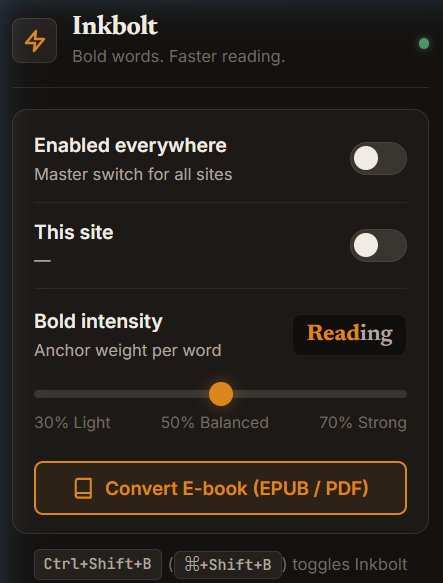 Inkbolt
Bold words. Faster reading.
Enabled everywhere
Master switch for all sites
This site
—
Bold intensity
Anchor weight per word
Reading
30% Light 50% Balanced 70% Strong
Convert E-book (EPUB / PDF)
Ctrl+Shift+B (⌘+Shift+B) toggles Inkbolt